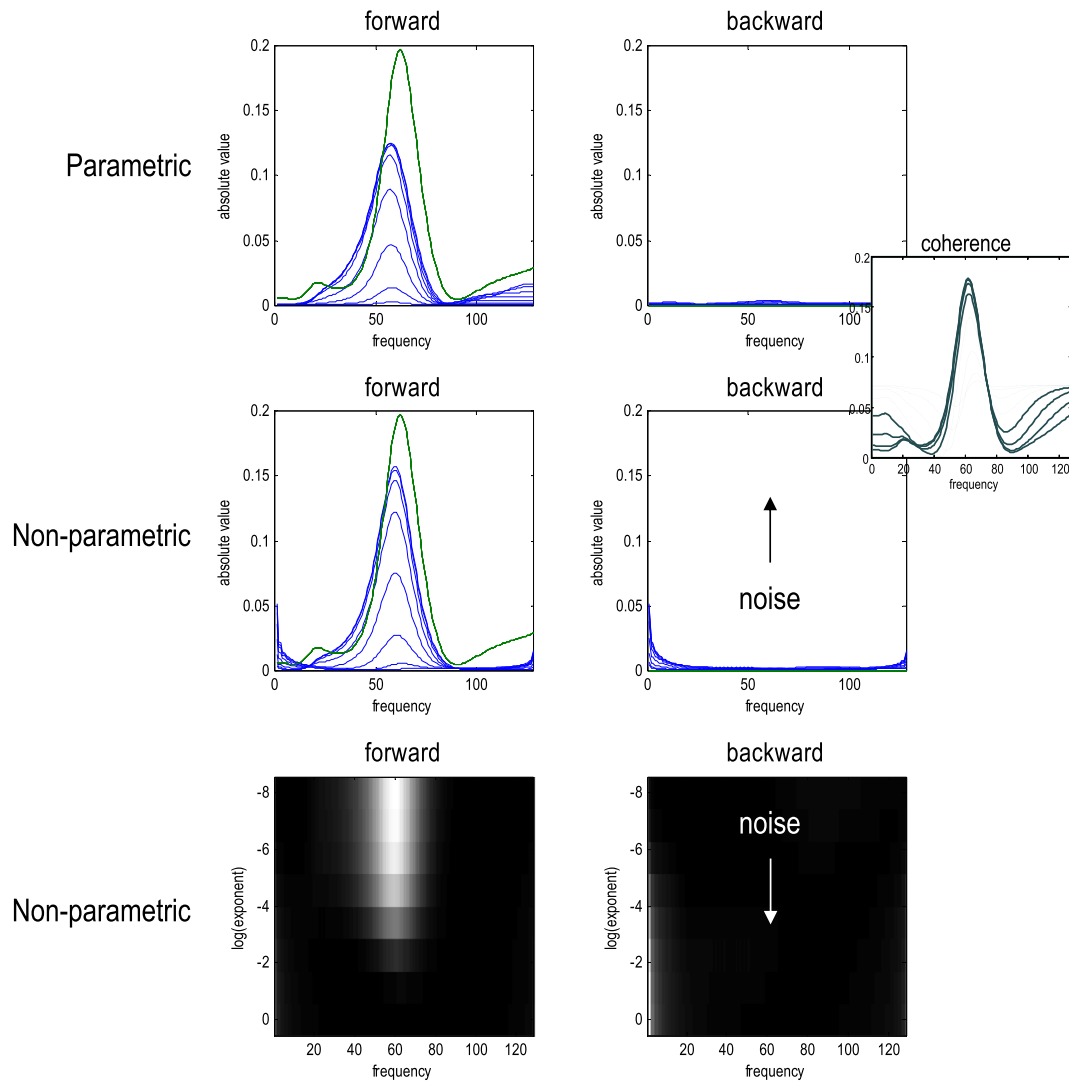 forward
backward
Parametric
absolute value
0.2
0.15
0.1
0.05
0
0
50
100
frequency
absolute value
0.2
0.15
0.1
0.05
0
0
50
100
frequency
coherence
0.2
0.15
0.1
0.05
0
0
20
40
60
80
100
120
frequency
forward
backward
Non-parametric
absolute value
0.2
0.15
0.1
0.05
0
0
50
100
frequency
absolute value
0.2
0.15
0.1
0.05
0
noise
0
50
100
frequency
forward
backward
Non-parametric
log(exponent)
-8
-6
-4
-2
0
20
40
60
80
100
120
frequency
log(exponent)
-8
-6
-4
-2
0
noise
20
40
60
80
100
120
frequency